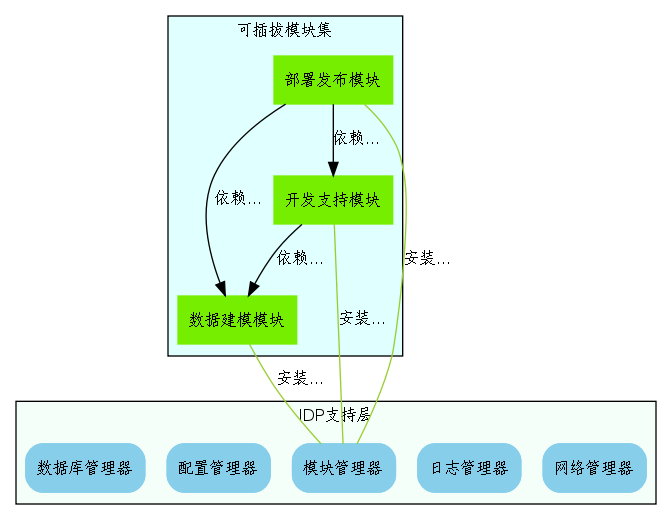 可插拔模块集
部署发布模块
依赖...
开发支持模块
依赖...
依赖...
安装...
数据建模模块
安装...
安装...
IDP支持层
数据库管理器
配置管理器
模块管理器
日志管理器
网络管理器